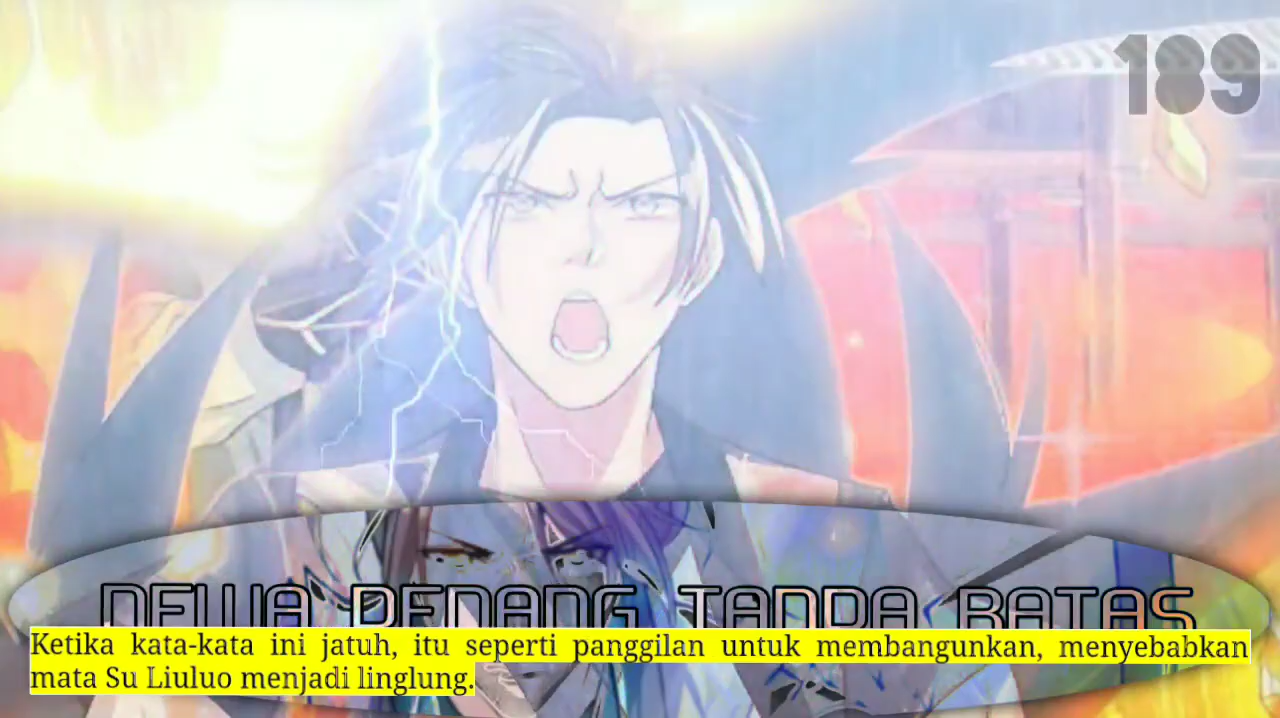 189
DEWA PEDANG TANPA BATAS
Ketika kata-kata ini jatuh, itu seperti panggilan untuk membangunkan, menyebabkan
mata Su Liuluo menjadi linglung.